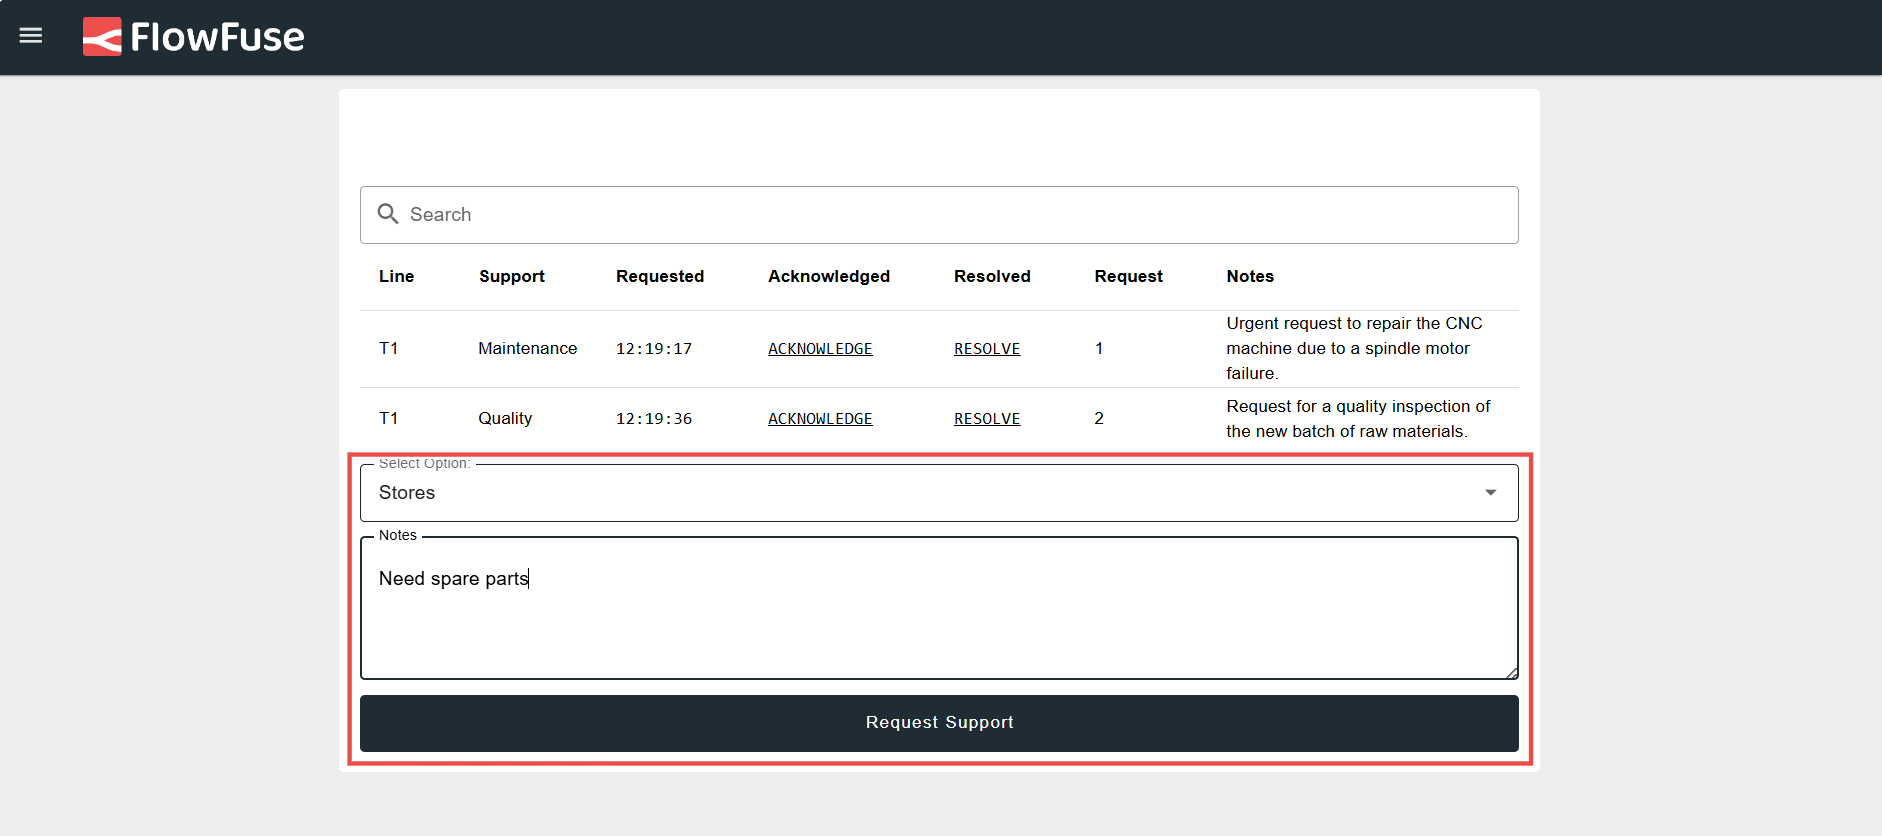 FlowFuse
Search
Line Support Requested Acknowledged Resolved Request Notes
T1 Maintenance 12:19:17 ACKNOWLEDGE RESOLVE 1 Urgent request to repair the CNC
machine due to a spindle motor
failure.
T1 Quality 12:19:36 ACKNOWLEDGE RESOLVE 2 Request for a quality inspection of
the new batch of raw materials.
Select Option:
Stores
Notes
Need spare parts
Request Support